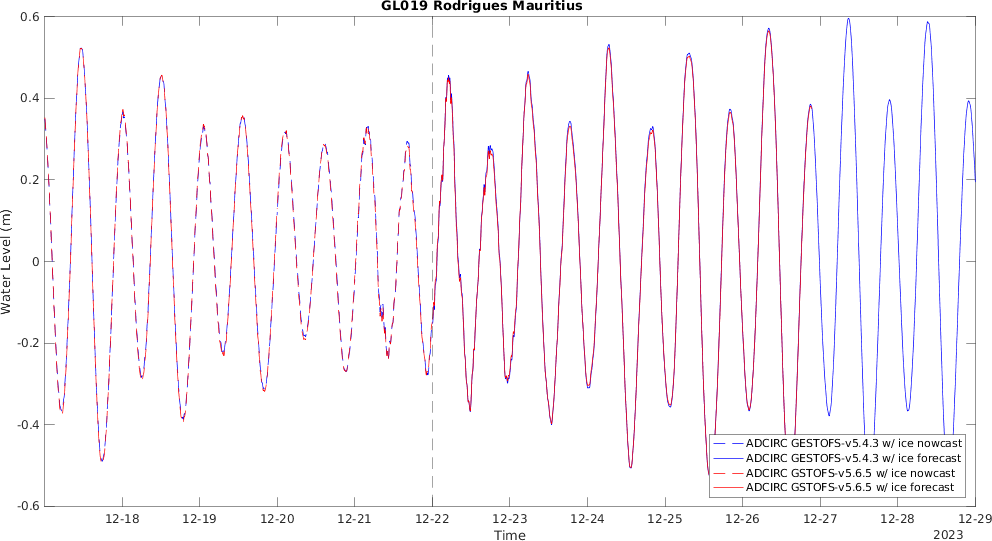 GL019 Rodrigues Mauritius
0.6
0.4
0.2
0
-0.2
-0.4
-0.6
Water Level (m)
ADCIRC GESTOFS-v5.4.3 w/ ice nowcast
ADCIRC GESTOFS-v5.4.3 w/ ice forecast
ADCIRC GSTOFS-v5.6.5 w/ ice nowcast
ADCIRC GSTOFS-v5.6.5 w/ ice forecast
12-18 12-19 12-20 12-21 12-22 12-23 12-24 12-25 12-26 12-27 12-28 12-29
Time
2023